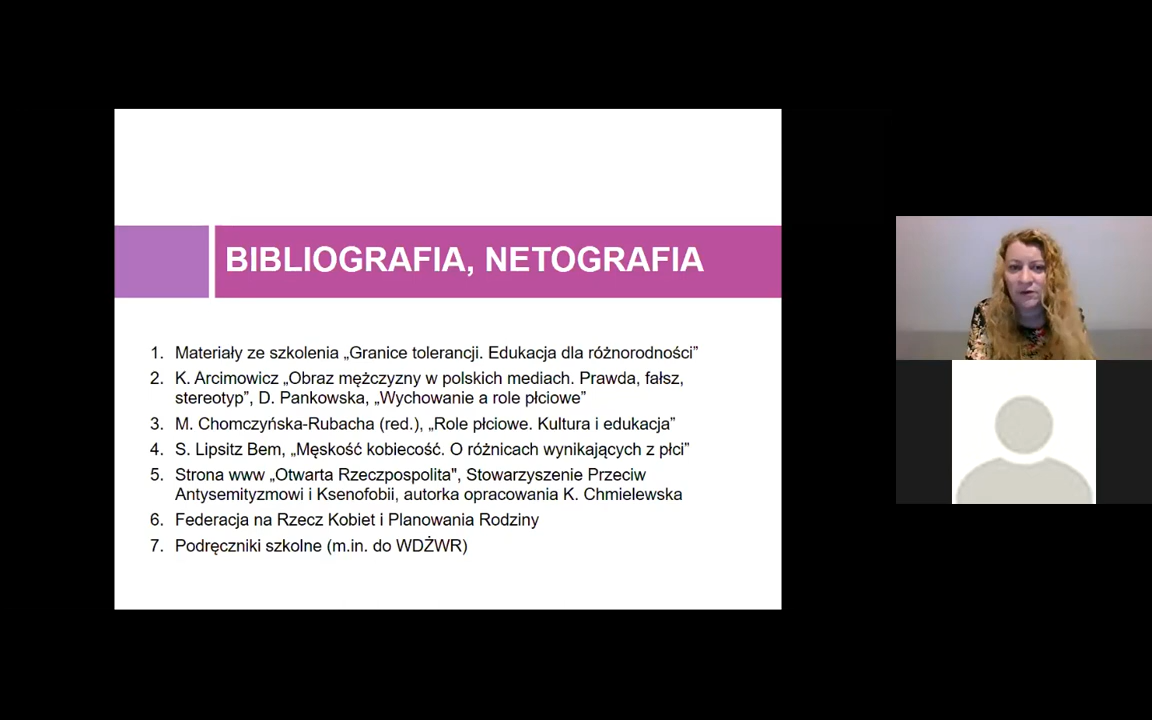 BIBLIOGRAFIA, NETOGRAFIA
1. Materiały ze szkolenia „Granice tolerancji. Edukacja dla różnorodności”
2. K. Arcimowicz „Obraz mężczyzny w polskich mediach. Prawda, fałsz,
stereotyp”, D. Pankowska, „Wychowanie a role płciowe”
3. M. Chomczyńska-Rubacha (red.), „Role płciowe. Kultura i edukacja”
4. S. Lipsitz Bem, „Męskość kobiecość. O różnicach wynikających z płci”
5. Strona www „Otwarta Rzeczpospolita", Stowarzyszenie Przeciw
Antysemityzmowi i Ksenofobii, autorka opracowania K. Chmielewska
6. Federacja na Rzecz Kobiet i Planowania Rodziny
7. Podręczniki szkolne (m.in. do WDŻWR)